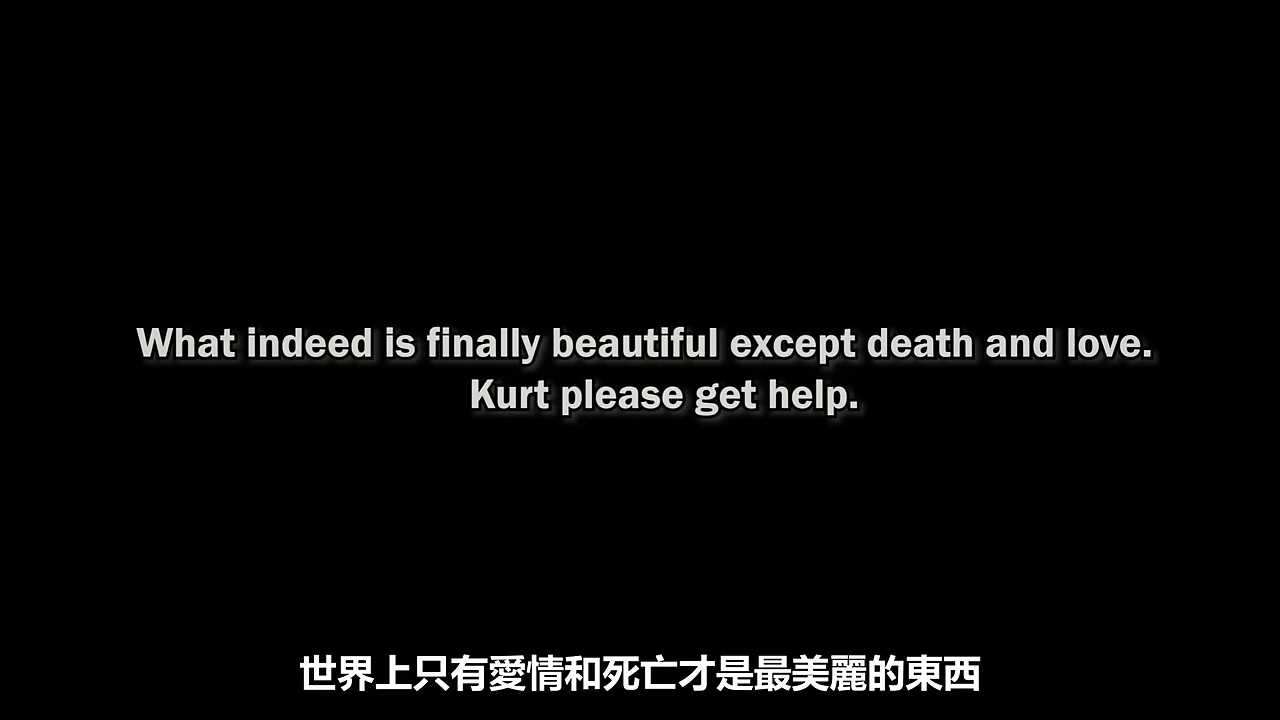 What indeed is finally beautiful except death and love.
Kurt please get help.
世界上只有愛情和死亡才是最美麗的東西